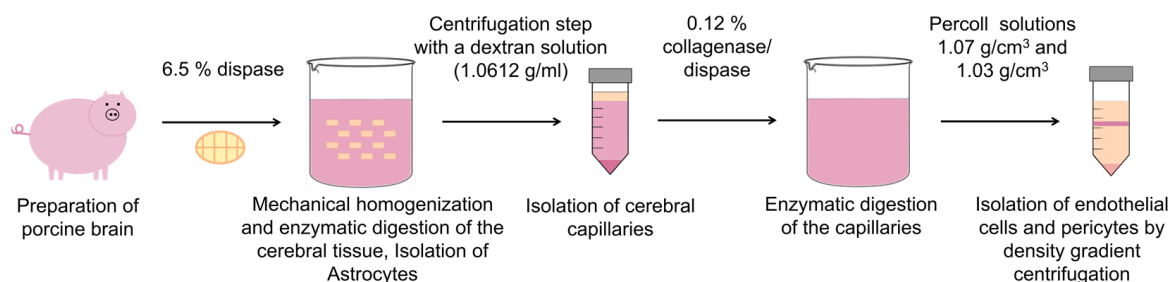 6.5 % dispase
Centrifugation step
with a dextran solution
(1.0612 g/ml)
0.12 %
collagenase/
dispase
Percoll solutions
1.07 g/cm³ and
1.03 g/cm³
Preparation of
porcine brain
Mechanical homogenization
and enzymatic digestion of the
cerebral tissue, Isolation of
Astrocytes
Isolation of cerebral
capillaries
Enzymatic digestion
of the capillaries
Isolation of endothelial
cells and pericytes by
density gradient
centrifugation